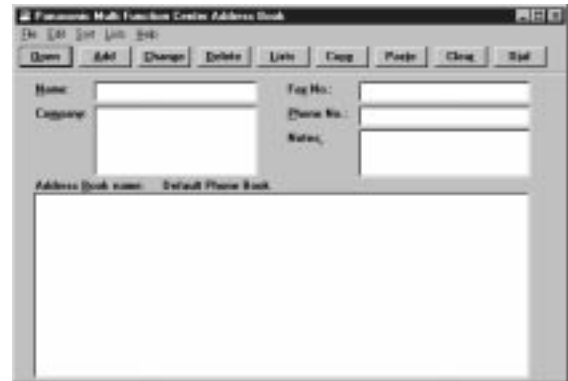 Panasonic Multi Function Center Address Book
File Edit Sort Lists Help
Open Add Change Delete Lists Copy Paste Clear Dial
Name: Fax No.:
Company: Phone No.:
Notes:
Address Book name: Default Phone Book